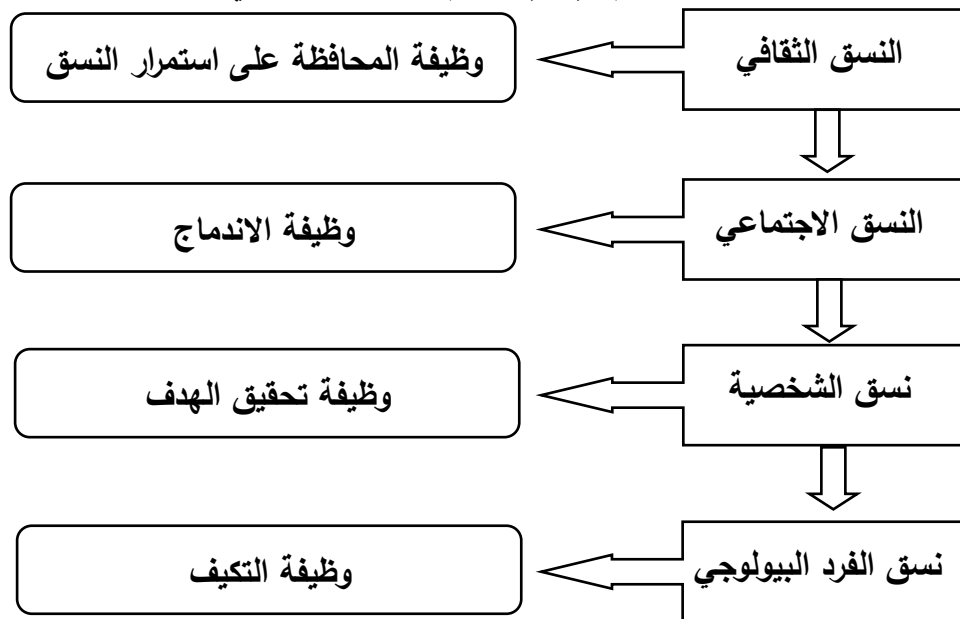 النسق الثقافي
وظيفة المحافظة على استمرار النسق
النسق الاجتماعي
وظيفة الاندماج
نسق الشخصية
وظيفة تحقيق الهدف
نسق الفرد البيولوجي
وظيفة التكيف